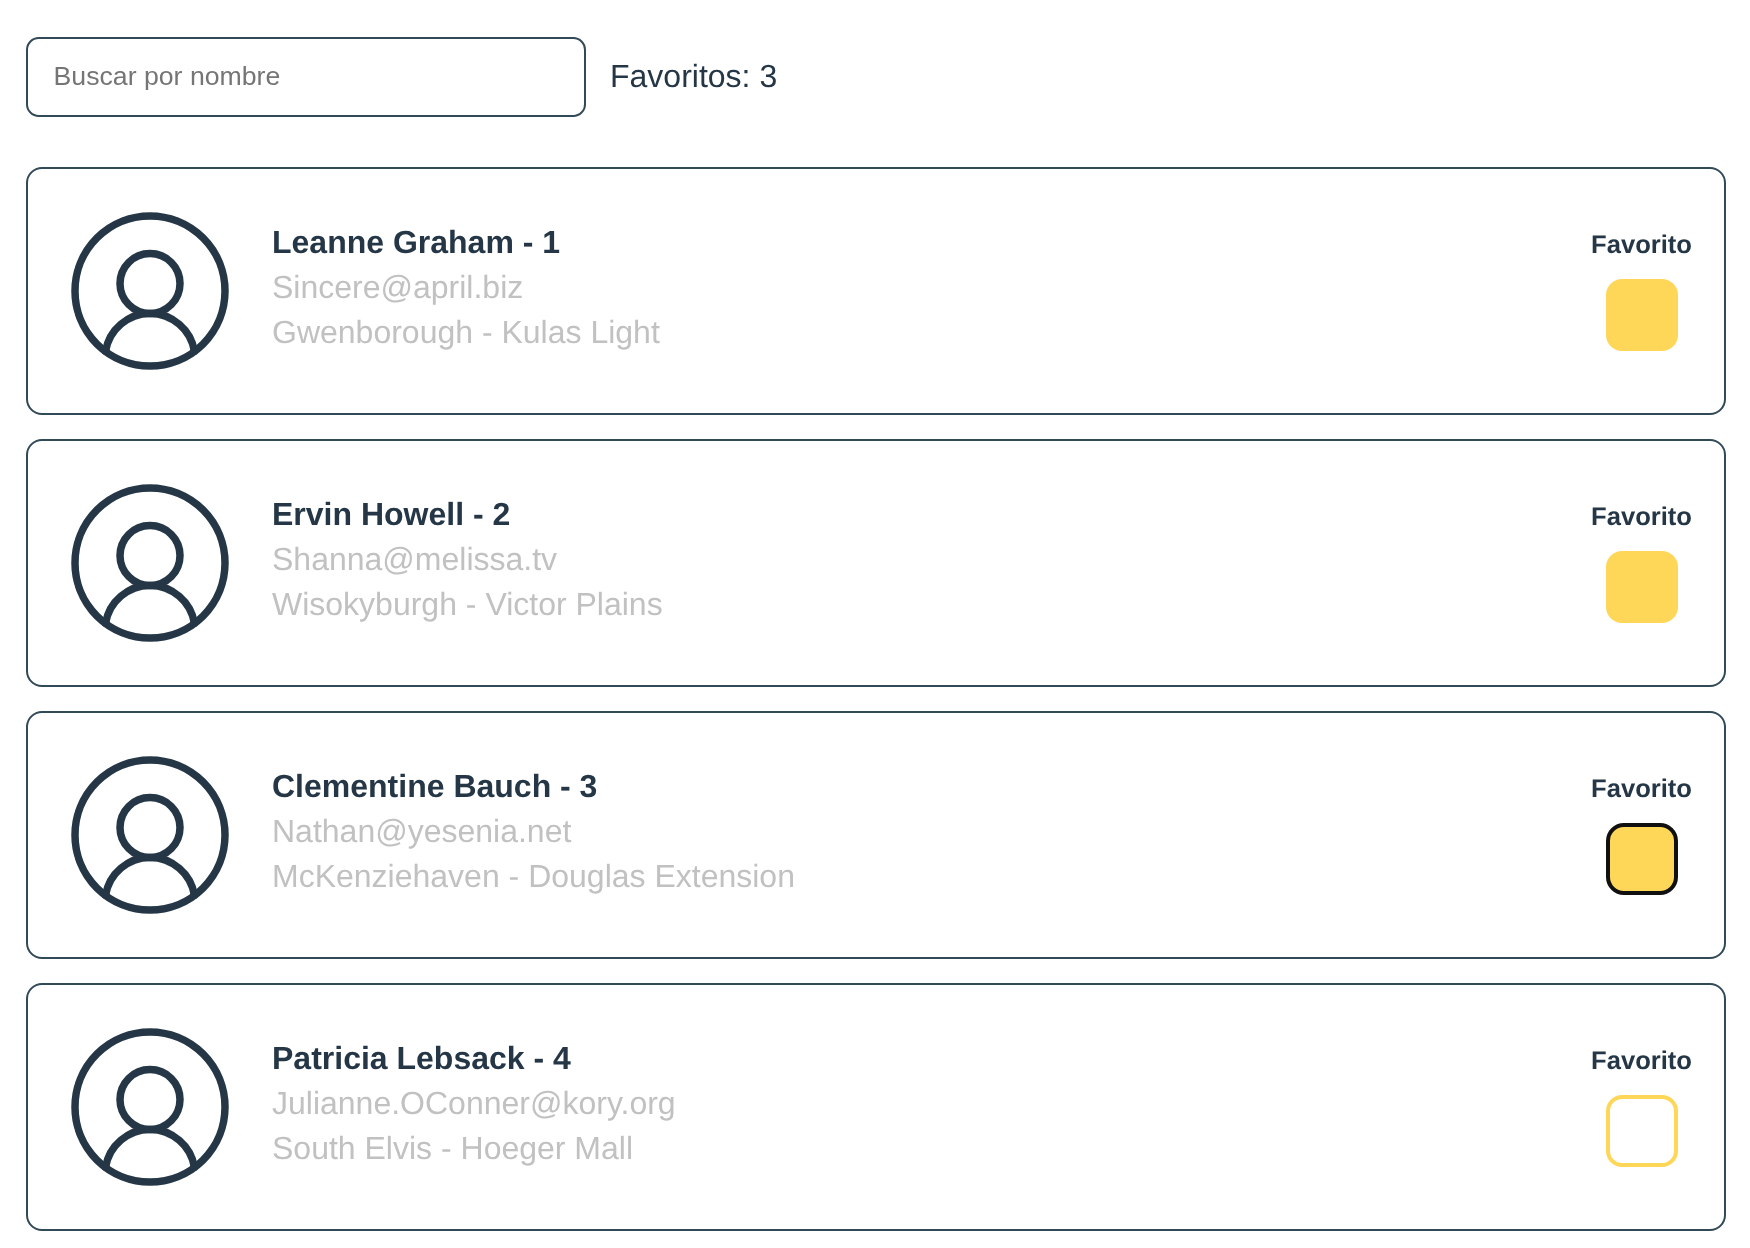 Buscar por nombre
Favoritos: 3
Leanne Graham - 1
Sincere@april.biz
Gwenborough - Kulas Light
Favorito
Ervin Howell - 2
Shanna@melissa.tv
Wisokyburgh - Victor Plains
Favorito
Clementine Bauch - 3
Nathan@yesenia.net
McKenziehaven - Douglas Extension
Favorito
Patricia Lebsack - 4
Julianne.OConner@kory.org
South Elvis - Hoeger Mall
Favorito